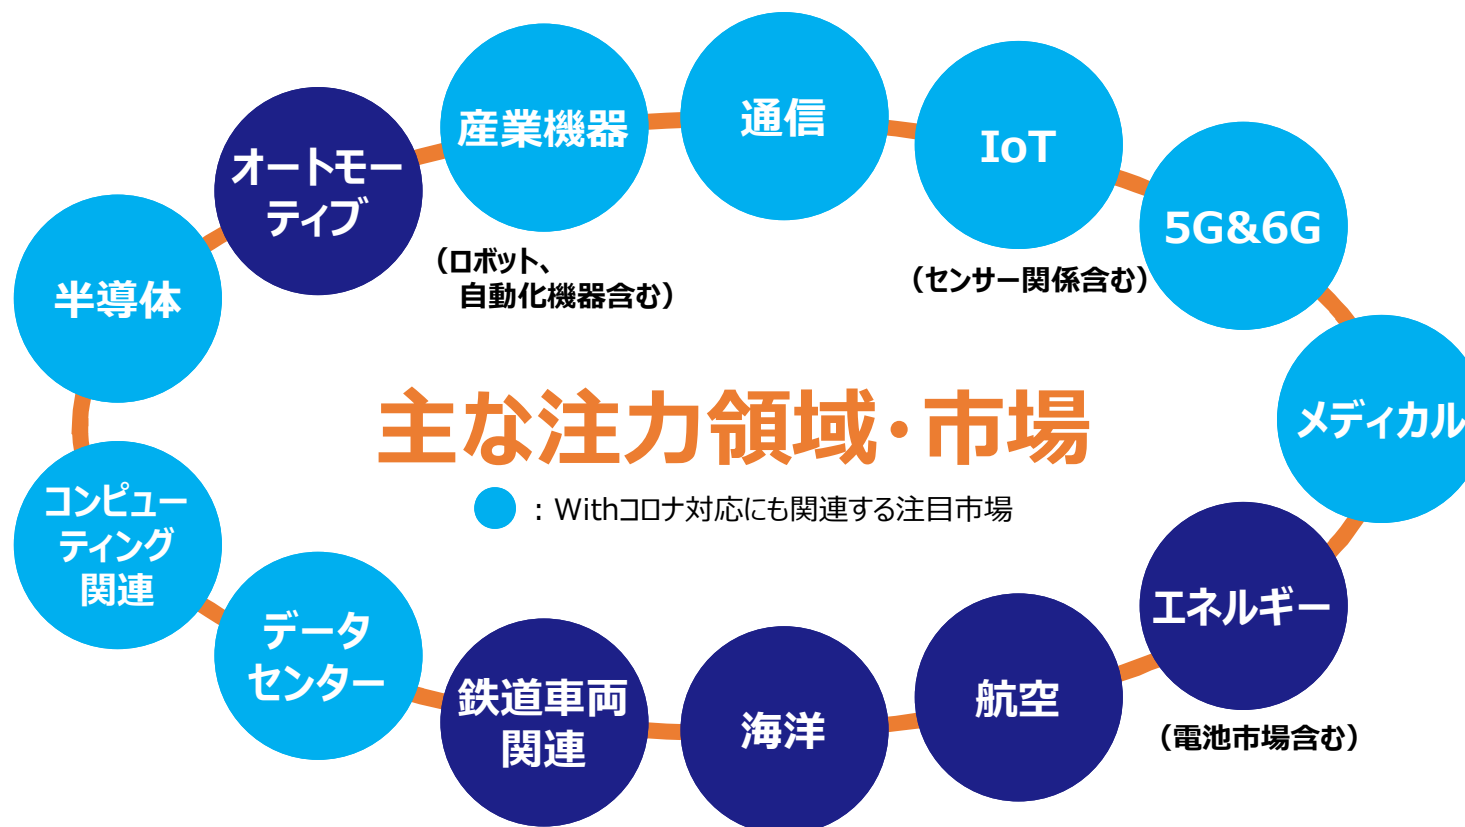 産業機器
通信
IoT
オートモー
ティブ
5G&6G
半導体
（ロボット、
自動化機器含む）
（センサー関係含む）
主な注力領域・市場
メディカル
：Withコロナ対応にも関連する注目市場
コンピュー
ティング
関連
エネルギー
（電池市場含む）
データ
センター
鉄道車両
関連
海洋
航空